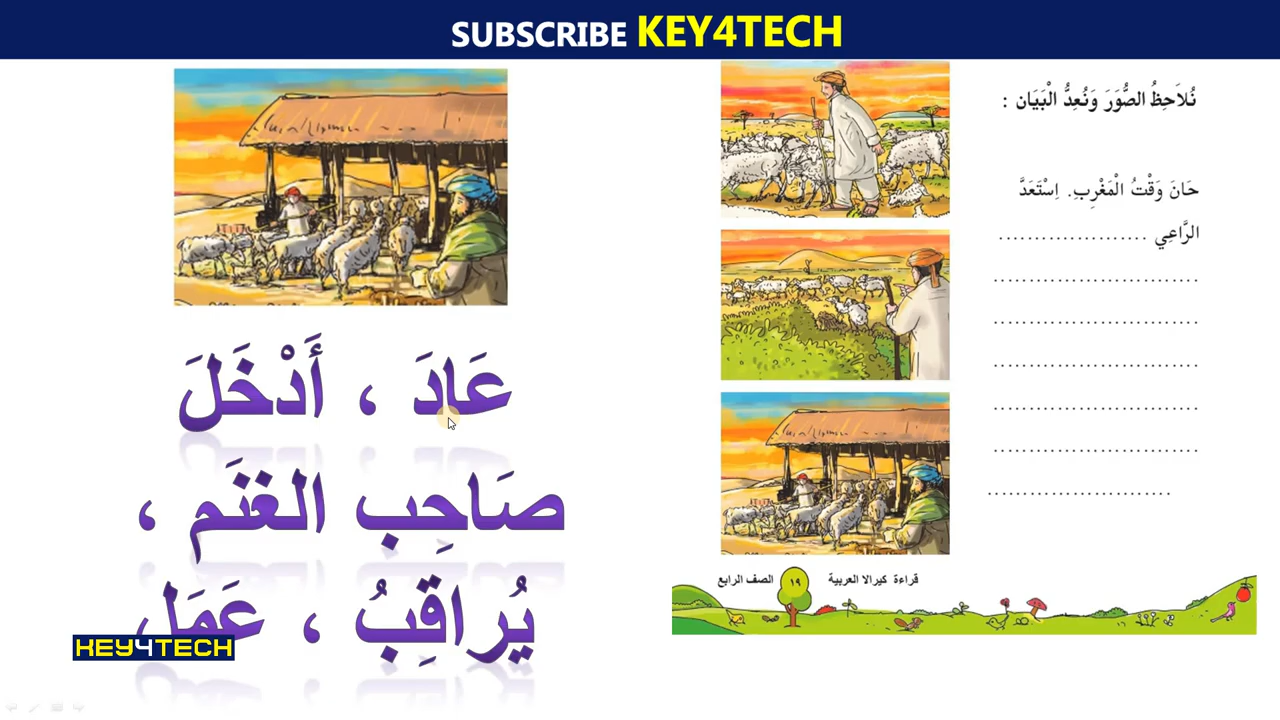 SUBSCRIBE KEY4TECH
عَادَ ، أَدْخَلَ
صَاحِب الغَنَم ،
يُراقِبُ ، عَمَل
KEY4TECH
نُلاَحِظُ الصُّوَرَ وَنُعِدُّ الْبَيَان :
حَانَ وَقْتُ الْمَغْرِبِ. اِسْتَعَدَّ
الرَّاعِي .....................
.............................
.............................
.............................
.............................
.............................
..........................
قراءة كيرالا العربية ١٩ الصف الرابع